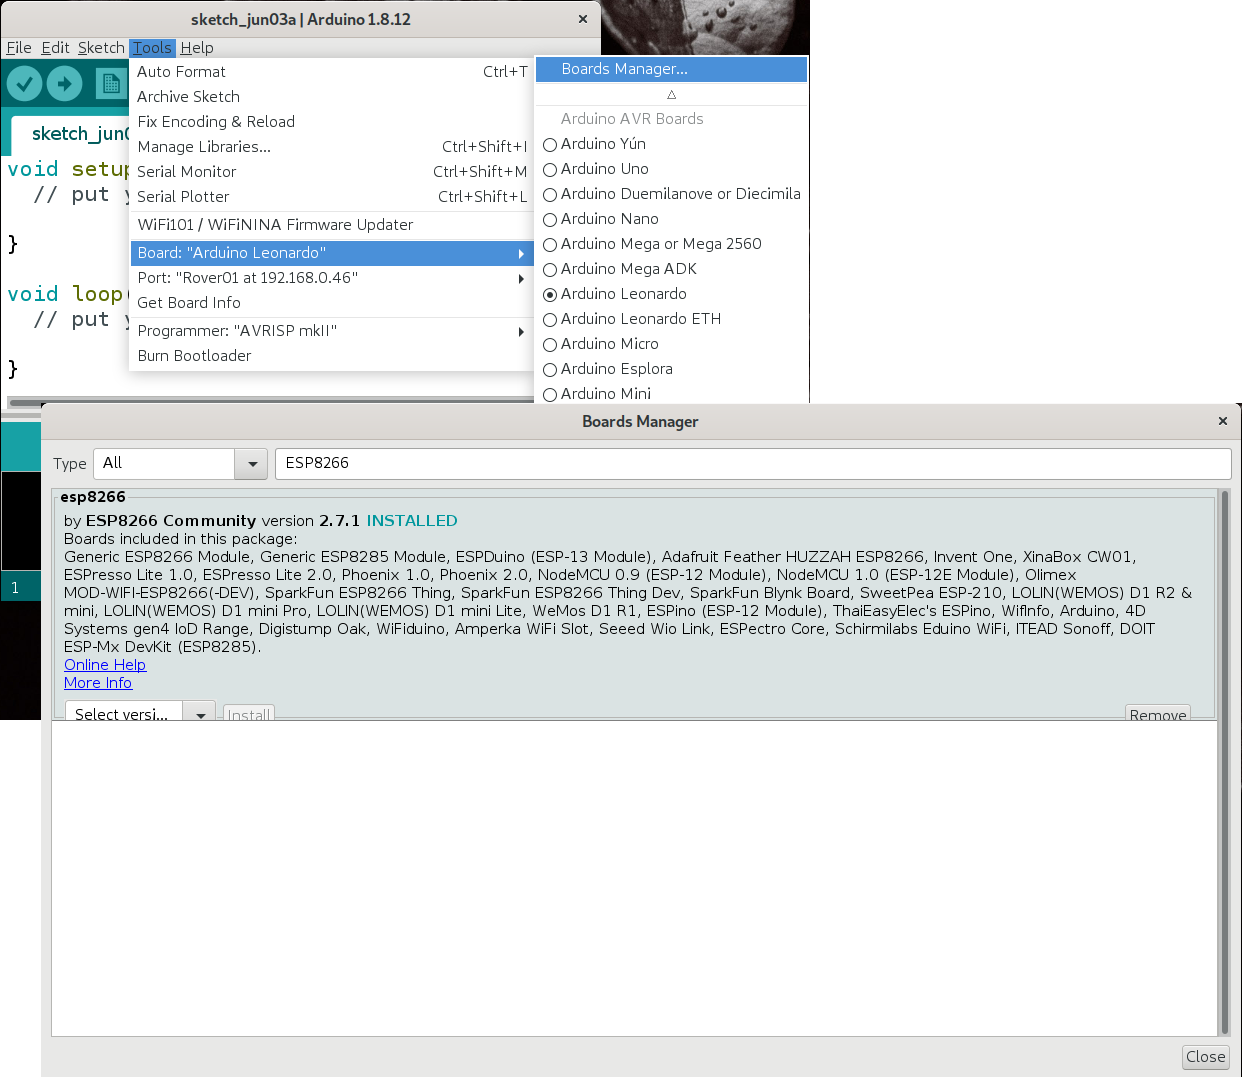 sketch_jun03a | Arduino 1.8.12
File Edit Sketch Tools Help
Auto Format Ctrl+T
Archive Sketch
Fix Encoding & Reload
Manage Libraries... Ctrl+Shift+I
Serial Monitor Ctrl+Shift+M
Serial Plotter Ctrl+Shift+L
WiFi101 / WiFiNINA Firmware Updater
Board: "Arduino Leonardo"
Port: "Rover01 at 192.168.0.46"
Get Board Info
Programmer: "AVRISP mkII"
Burn Bootloader
Boards Manager...
Arduino AVR Boards
Arduino Yún
Arduino Uno
Arduino Duemilanove or Diecimila
Arduino Nano
Arduino Mega or Mega 2560
Arduino Mega ADK
Arduino Leonardo
Arduino Leonardo ETH
Arduino Micro
Arduino Esplora
Arduino Mini
sketch_jun0
void setup
// put y
}
void loop(
// put y
}
1
Boards Manager
Type All ESP8266
esp8266
by ESP8266 Community version 2.7.1 INSTALLED
Boards included in this package:
Generic ESP8266 Module, Generic ESP8285 Module, ESPDuino (ESP-13 Module), Adafruit Feather HUZZAH ESP8266, Invent One, XinaBox CW01,
ESPresso Lite 1.0, ESPresso Lite 2.0, Phoenix 1.0, Phoenix 2.0, NodeMCU 0.9 (ESP-12 Module), NodeMCU 1.0 (ESP-12E Module), Olimex
MOD-WIFI-ESP8266(-DEV), SparkFun ESP8266 Thing, SparkFun ESP8266 Thing Dev, SparkFun Blynk Board, SweetPea ESP-210, LOLIN(WEMOS) D1 R2 &
mini, LOLIN(WEMOS) D1 mini Pro, LOLIN(WEMOS) D1 mini Lite, WeMos D1 R1, ESPino (ESP-12 Module), ThaiEasyElec's ESPino, WifInfo, Arduino, 4D
Systems gen4 IoD Range, Digistump Oak, WiFiduino, Amperka WiFi Slot, Seeed Wio Link, ESPectro Core, Schirmilabs Eduino WiFi, ITEAD Sonoff, DOIT
ESP-Mx DevKit (ESP8285).
Online Help
More Info
Select versi... Install Remove
Close